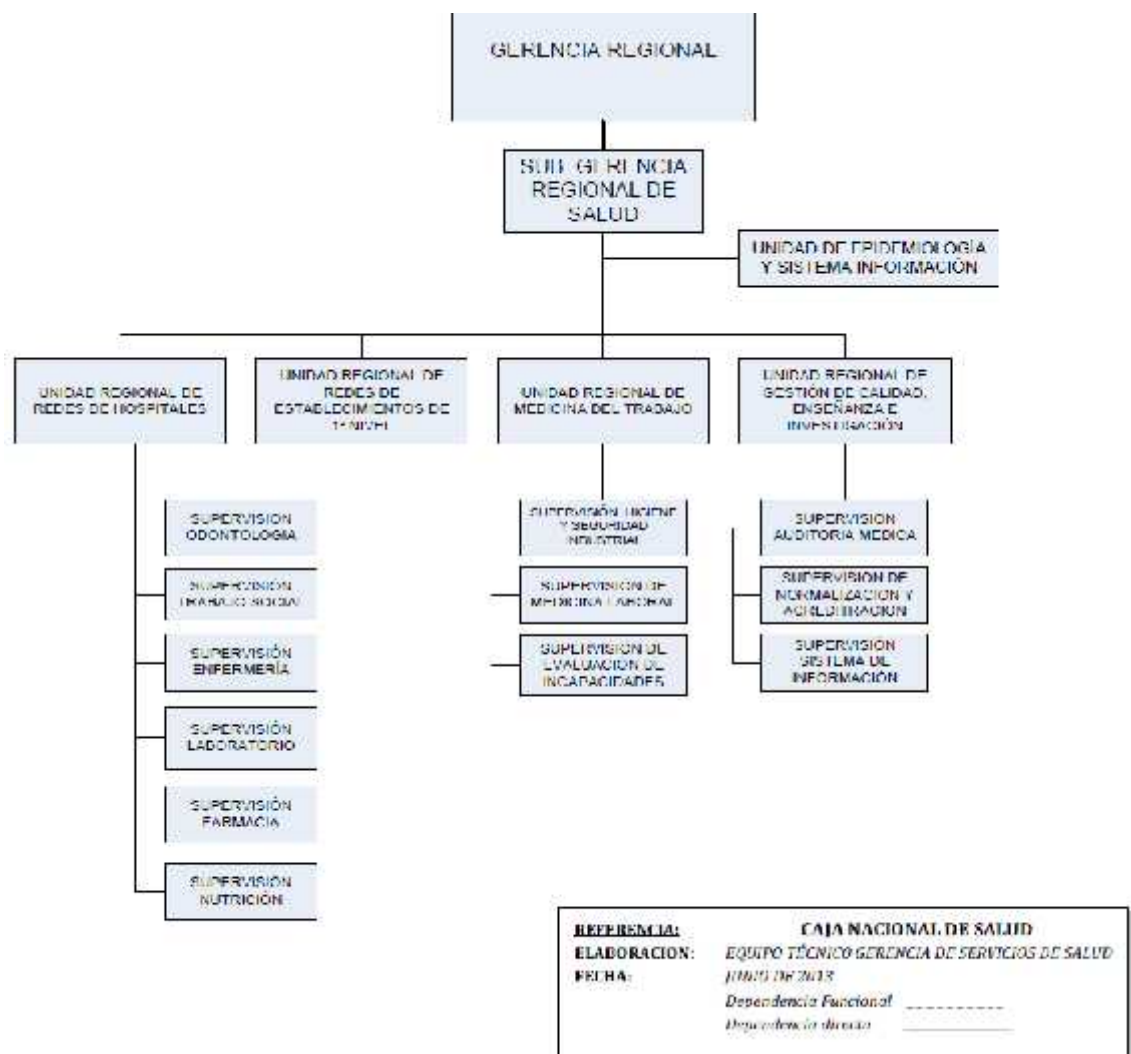 GERENCIA REGIONAL
SUB GERENCIA
REGIONAL DE
SALUD
UNIDAD DE EPIDEMIOLOGÍA
Y SISTEMA INFORMACIÓN
UNIDAD REGIONAL DE
REDES DE HOSPITALES
UNIDAD REGIONAL DE
REDES DE
ESTABLECIMIENTOS DE
1º NIVEL
UNIDAD REGIONAL DE
MEDICINA DEL TRABAJO
UNIDAD REGIONAL DE
GESTIÓN DE CALIDAD,
ENSEÑANZA E
INVESTIGACIÓN
SUPERVISION
ODONTOLOGIA
SUPERVISIÓN
TRABAJO SOCIAL
SUPERVISIÓN
ENFERMERÍA
SUPERVISIÓN
LABORATORIO
SUPERVISIÓN
FARMACIA
SUPERVISIÓN
NUTRICIÓN
SUPERVISIÓN HIGIENE
Y SEGURIDAD
INDUSTRIAL
SUPERVISION DE
MEDICINA LABORAL
SUPERVISION DE
EVALUACION DE
INCAPACIDADES
SUPERVISION
AUDITORIA MEDICA
SUPERVISION DE
NORMALIZACION Y
ACREDITRACION
SUPERVISION
SISTEMA DE
INFORMACIÓN
REFERENCIA: CAJA NACIONAL DE SALUD
ELABORACION: EQUIPO TÉCNICO GERENCIA DE SERVICIOS DE SALUD
FECHA: DE 2013
Dependencia Funcional
Dependencia directa